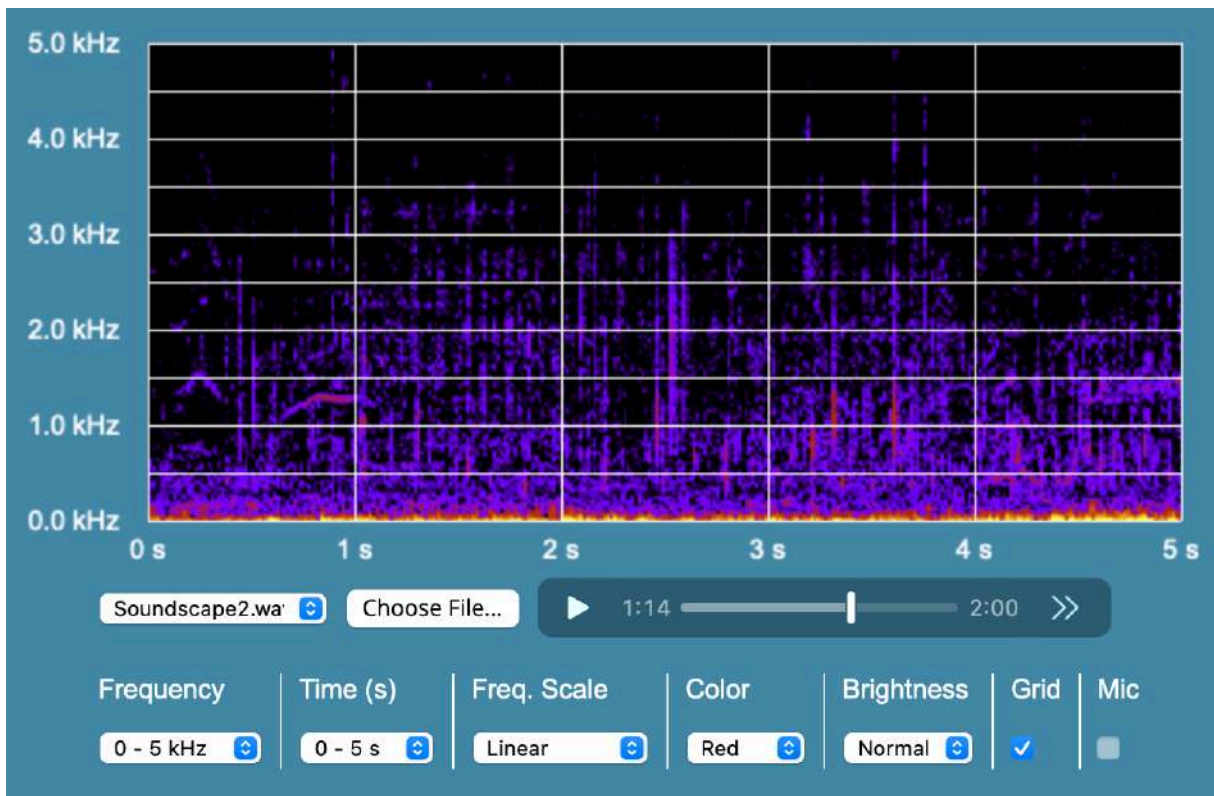 5.0 kHz
4.0 kHz
3.0 kHz
2.0 kHz
1.0 kHz
0.0 kHz
0 s 1 s 2 s 3 s 4 s 5 s
Soundscape2.wa Choose File... 1:14 2:00
Frequency Time (s) Freq. Scale Color Brightness Grid Mic
0 - 5 kHz 0 - 5 s Linear Red Normal